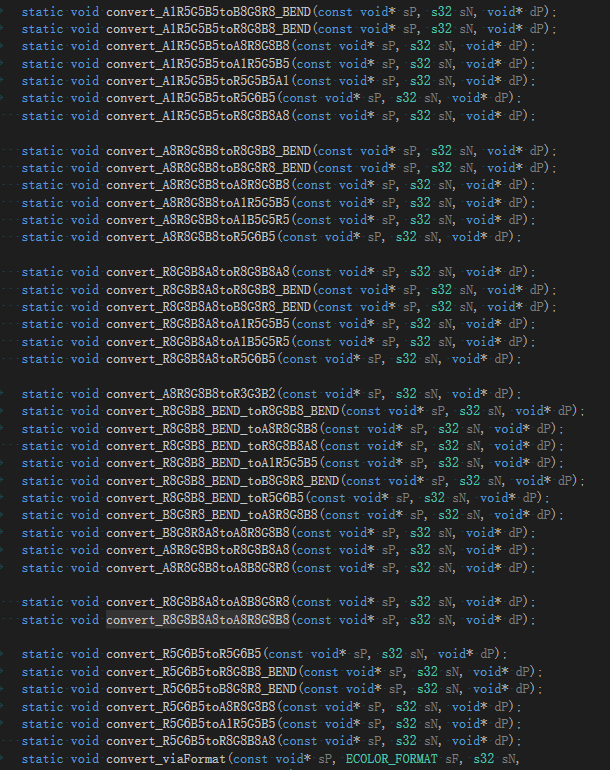 static void convert_A1R5G5B5toB8G8R8_BEND(const void* sP, s32 sN, void* dP);
static void convert_A1R5G5B5toR8G8B8_BEND(const void* sP, s32 sN, void* dP);
static void convert_A1R5G5B5toA8R8G8B8(const void* sP, s32 sN, void* dP);
static void convert_A1R5G5B5toA1R5G5B5(const void* sP, s32 sN, void* dP);
static void convert_A1R5G5B5toR5G5B5A1(const void* sP, s32 sN, void* dP);
static void convert_A1R5G5B5toR5G6B5(const void* sP, s32 sN, void* dP);
static void convert_A1R5G5B5toR8G8B8A8(const void* sP, s32 sN, void* dP);
static void convert_A8R8G8B8toR8G8B8_BEND(const void* sP, s32 sN, void* dP);
static void convert_A8R8G8B8toB8G8R8_BEND(const void* sP, s32 sN, void* dP);
static void convert_A8R8G8B8toA8R8G8B8(const void* sP, s32 sN, void* dP);
static void convert_A8R8G8B8toA1R5G5B5(const void* sP, s32 sN, void* dP);
static void convert_A8R8G8B8toA1B5G5R5(const void* sP, s32 sN, void* dP);
static void convert_A8R8G8B8toR5G6B5(const void* sP, s32 sN, void* dP);
static void convert_R8G8B8A8toR8G8B8A8(const void* sP, s32 sN, void* dP);
static void convert_R8G8B8A8toR8G8B8_BEND(const void* sP, s32 sN, void* dP);
static void convert_R8G8B8A8toB8G8R8_BEND(const void* sP, s32 sN, void* dP);
static void convert_R8G8B8A8toA1R5G5B5(const void* sP, s32 sN, void* dP);
static void convert_R8G8B8A8toA1B5G5R5(const void* sP, s32 sN, void* dP);
static void convert_R8G8B8A8toR5G6B5(const void* sP, s32 sN, void* dP);
static void convert_A8R8G8B8toR3G3B2(const void* sP, s32 sN, void* dP);
static void convert_R8G8B8_BEND_toR8G8B8_BEND(const void* sP, s32 sN, void* dP);
static void convert_R8G8B8_BEND_toA8R8G8B8(const void* sP, s32 sN, void* dP);
static void convert_R8G8B8_BEND_toR8G8B8A8(const void* sP, s32 sN, void* dP);
static void convert_R8G8B8_BEND_toA1R5G5B5(const void* sP, s32 sN, void* dP);
static void convert_R8G8B8_BEND_toB8G8R8_BEND(const void* sP, s32 sN, void* dP);
static void convert_R8G8B8_BEND_toR5G6B5(const void* sP, s32 sN, void* dP);
static void convert_B8G8R8_BEND_toA8R8G8B8(const void* sP, s32 sN, void* dP);
static void convert_B8G8R8A8toA8R8G8B8(const void* sP, s32 sN, void* dP);
static void convert_A8R8G8B8toR8G8B8A8(const void* sP, s32 sN, void* dP);
static void convert_A8R8G8B8toA8B8G8R8(const void* sP, s32 sN, void* dP);
static void convert_R8G8B8A8toA8B8G8R8(const void* sP, s32 sN, void* dP);
static void convert_R8G8B8A8toA8R8G8B8(const void* sP, s32 sN, void* dP);
static void convert_R5G6B5toR5G6B5(const void* sP, s32 sN, void* dP);
static void convert_R5G6B5toR8G8B8_BEND(const void* sP, s32 sN, void* dP);
static void convert_R5G6B5toB8G8R8_BEND(const void* sP, s32 sN, void* dP);
static void convert_R5G6B5toA8R8G8B8(const void* sP, s32 sN, void* dP);
static void convert_R5G6B5toA1R5G5B5(const void* sP, s32 sN, void* dP);
static void convert_R5G6B5toR8G8B8A8(const void* sP, s32 sN, void* dP);
static void convert_viaFormat(const void* sP, ECOLOR_FORMAT sF, s32 sN,